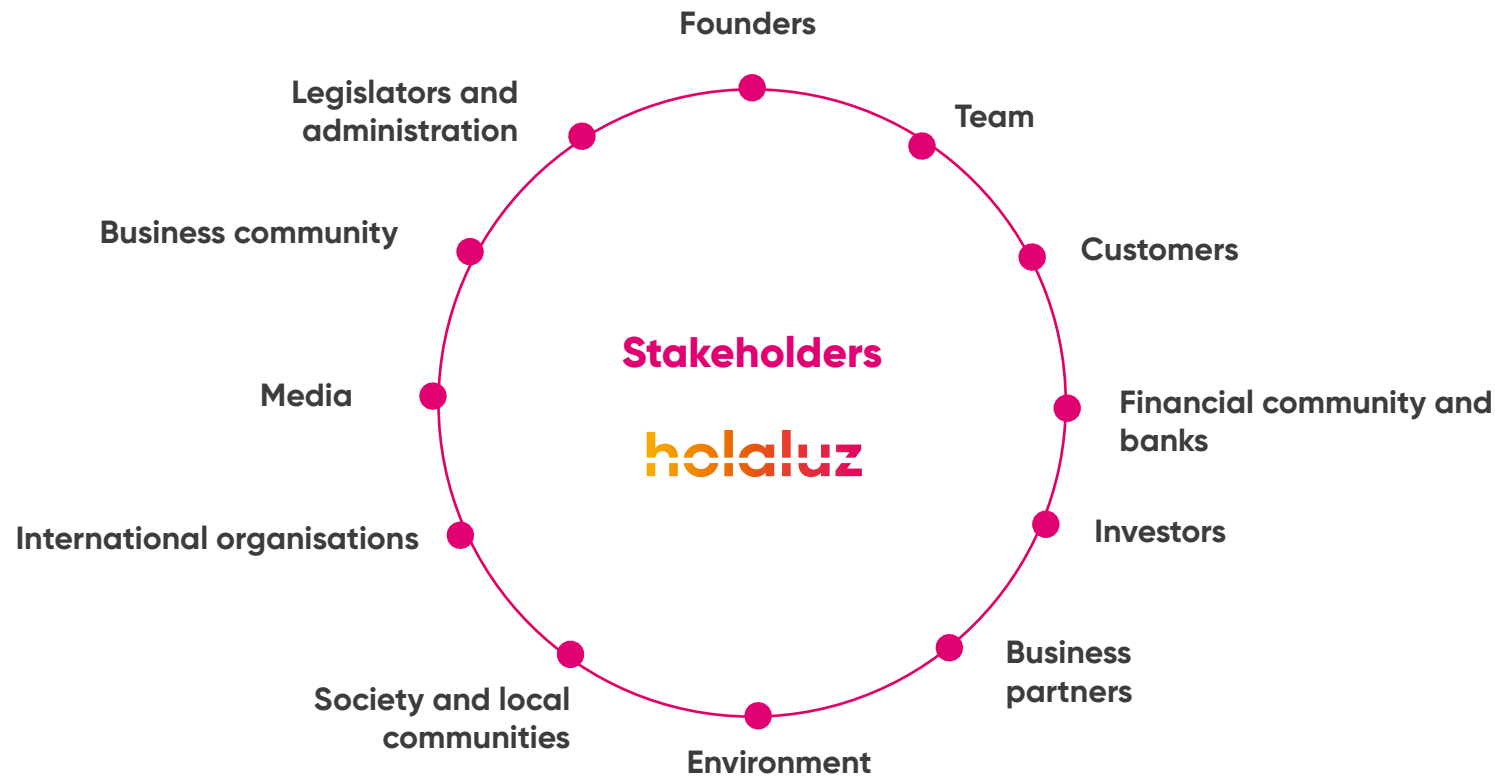 Founders
Legislators and
administration
Team
Business community
Customers
Stakeholders
holaluz
Media
Financial community and
banks
International organisations
Investors
Business
partners
Society and local
communities
Environment